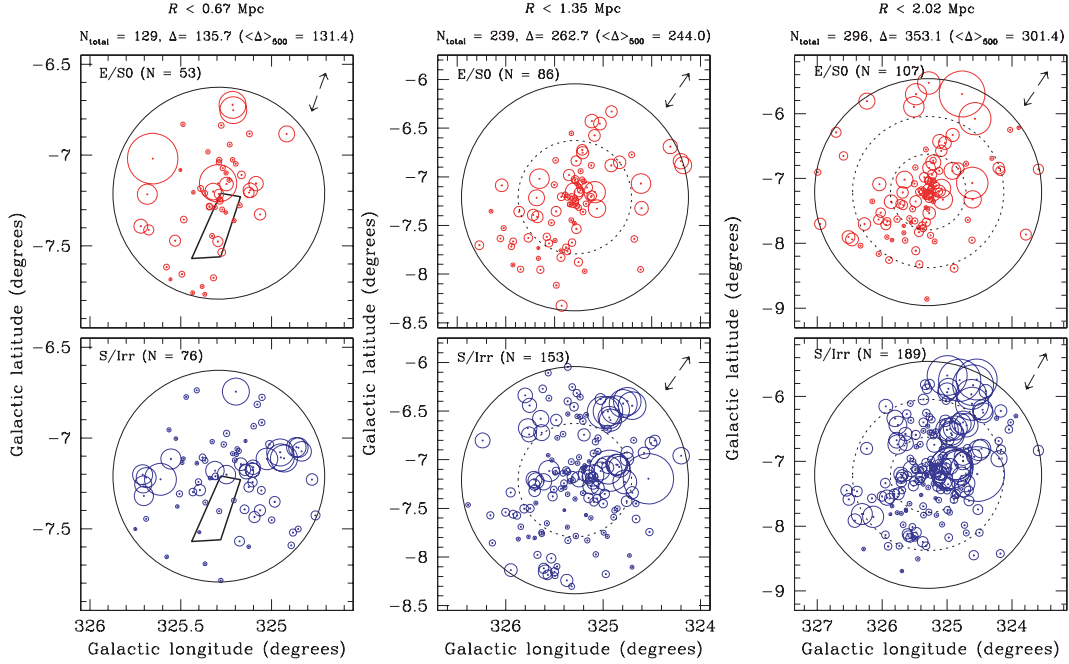 R < 0.67 Mpc
R < 1.35 Mpc
R < 2.02 Mpc
N_total = 129, Δ= 135.7 (<Δ>_500 = 131.4)
N_total = 239, Δ = 262.7 (<Δ>_500 = 244.0)
N_total = 296, Δ = 353.1 (<Δ>_500 = 301.4)
E/S0 (N = 53)
−6.5
−7
−7.5
Galactic latitude (degrees)
E/S0 (N = 86)
−6
−6.5
−7
−7.5
−8
−8.5
Galactic latitude (degrees)
E/S0 (N = 107)
−6
−7
−8
−9
Galactic latitude (degrees)
S/Irr (N = 76)
−6.5
−7
−7.5
S/Irr (N = 153)
−6
−6.5
−7
−7.5
−8
−8.5
S/Irr (N = 189)
−6
−7
−8
−9
326
325.5
325
326
325
324
327
326
325
324
Galactic longitude (degrees)
Galactic longitude (degrees)
Galactic longitude (degrees)